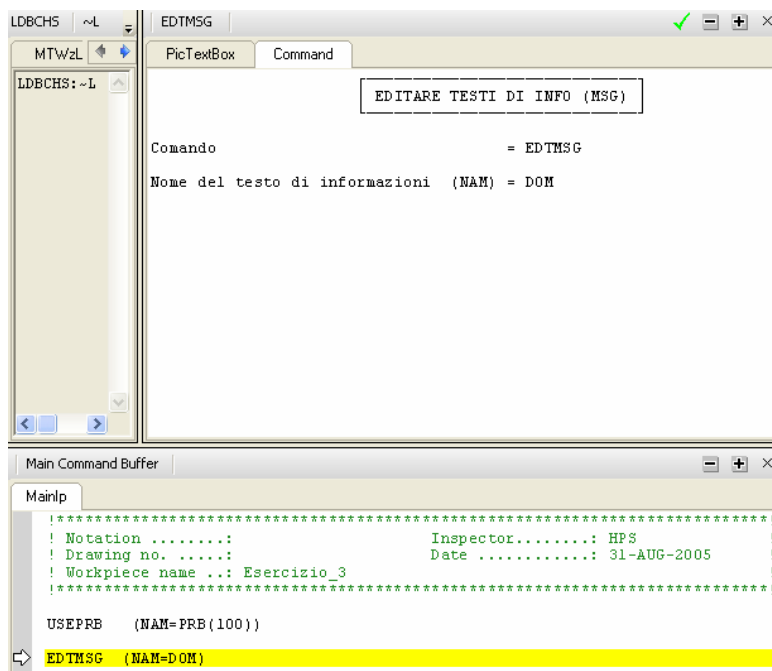 LDBCHS ~L
EDTMSG
MTWzL
PicTextBox Command
LDBCHS:~L
EDITARE TESTI DI INFO (MSG)
Comando = EDTMSG
Nome del testo di informazioni (NAM) = DOM
Main Command Buffer
MainIp
!***************************************************************************!
! Notation ........: Inspector........: HPS !
! Drawing no. .....: Date ............: 31-AUG-2005 !
! Workpiece name ..: Esercizio_3 !
!***************************************************************************!
USEPRB (NAM=PRB(100))
EDTMSG (NAM=DOM)